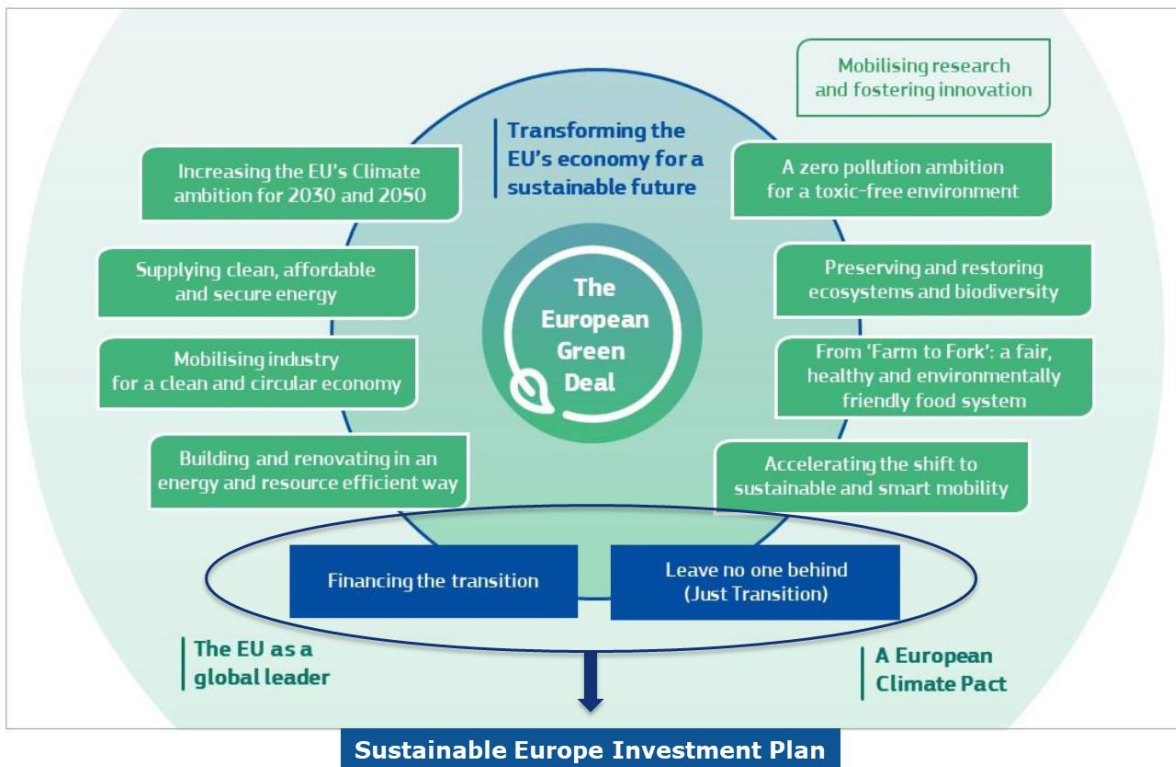 Mobilising research
and fostering innovation
Transforming the
EU's economy for a
sustainable future
Increasing the EU's Climate
ambition for 2030 and 2050
A zero pollution ambition
for a toxic-free environment
Supplying clean, affordable
and secure energy
Preserving and restoring
ecosystems and biodiversity
The
European
Green
Deal
Mobilising industry
for a clean and circular economy
From ‘Farm to Fork’: a fair,
healthy and environmentally
friendly food system
Building and renovating in an
energy and resource efficient way
Accelerating the shift to
sustainable and smart mobility
Financing the transition
Leave no one behind
(Just Transition)
The EU as a
global leader
A European
Climate Pact
Sustainable Europe Investment Plan